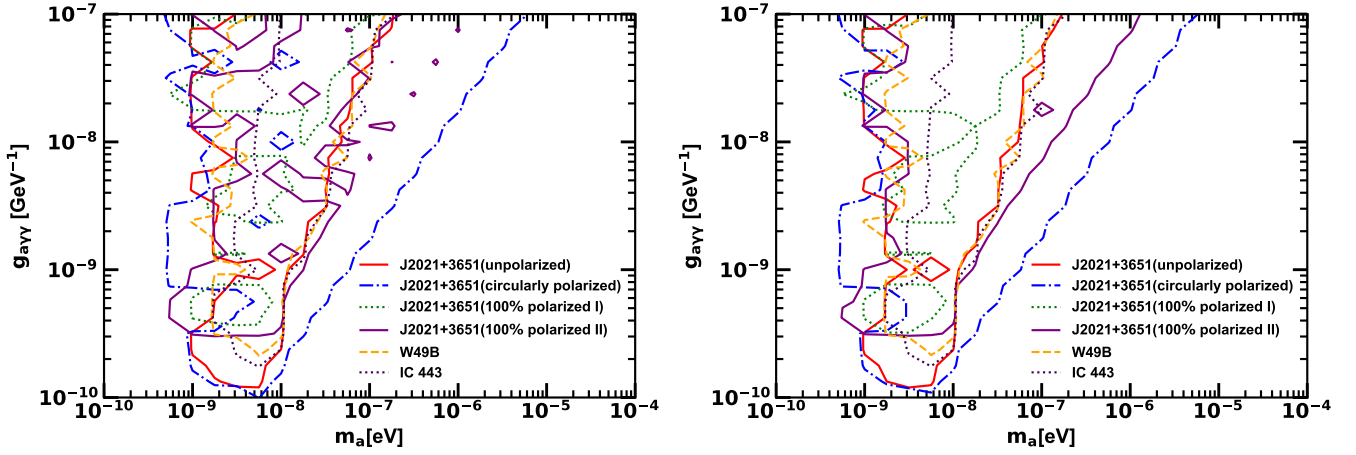 10⁻⁷
10⁻⁸
10⁻⁹
10⁻¹⁰
gaγγ [GeV⁻¹]
J2021+3651(unpolarized)
J2021+3651(circularly polarized)
J2021+3651(100% polarized I)
J2021+3651(100% polarized II)
W49B
IC 443
10⁻¹⁰ 10⁻⁹ 10⁻⁸ 10⁻⁷ 10⁻⁶ 10⁻⁵ 10⁻⁴
ma[eV]
10⁻⁷
10⁻⁸
10⁻⁹
10⁻¹⁰
gaγγ [GeV⁻¹]
J2021+3651(unpolarized)
J2021+3651(circularly polarized)
J2021+3651(100% polarized I)
J2021+3651(100% polarized II)
W49B
IC 443
10⁻¹⁰ 10⁻⁹ 10⁻⁸ 10⁻⁷ 10⁻⁶ 10⁻⁵ 10⁻⁴
ma[eV]